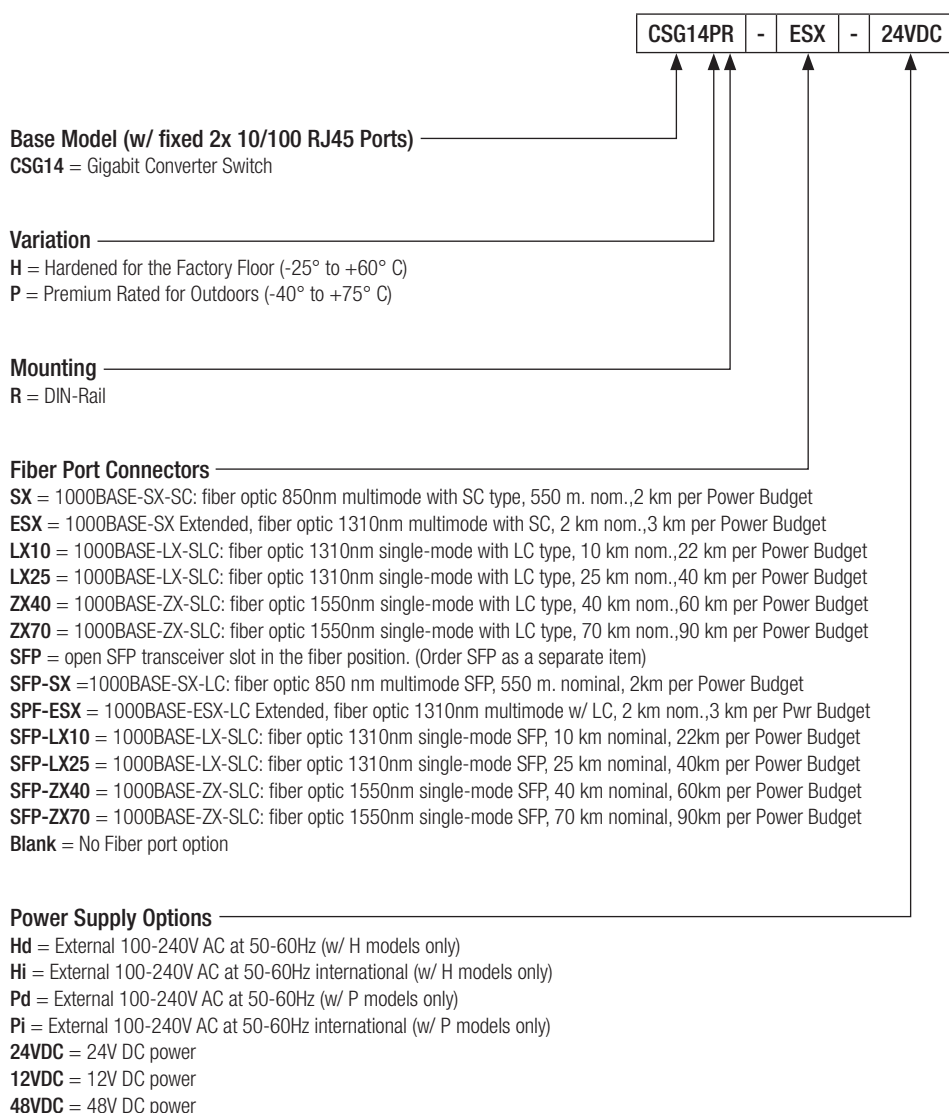 CSG14PR - ESX - 24VDC
Base Model (w/ fixed 2x 10/100 RJ45 Ports)
CSG14 = Gigabit Converter Switch
Variation
H = Hardened for the Factory Floor (-25° to +60° C)
P = Premium Rated for Outdoors (-40° to +75° C)
Mounting
R = DIN-Rail
Fiber Port Connectors
SX = 1000BASE-SX-SC: fiber optic 850nm multimode with SC type, 550 m. nom.,2 km per Power Budget
ESX = 1000BASE-SX Extended, fiber optic 1310nm multimode with SC, 2 km nom.,3 km per Power Budget
LX10 = 1000BASE-LX-SLC: fiber optic 1310nm single-mode with LC type, 10 km nom.,22 km per Power Budget
LX25 = 1000BASE-LX-SLC: fiber optic 1310nm single-mode with LC type, 25 km nom.,40 km per Power Budget
ZX40 = 1000BASE-ZX-SLC: fiber optic 1550nm single-mode with LC type, 40 km nom.,60 km per Power Budget
ZX70 = 1000BASE-ZX-SLC: fiber optic 1550nm single-mode with LC type, 70 km nom.,90 km per Power Budget
SFP = open SFP transceiver slot in the fiber position. (Order SFP as a separate item)
SFP-SX =1000BASE-SX-LC: fiber optic 850 nm multimode SFP, 550 m. nominal, 2km per Power Budget
SPF-ESX = 1000BASE-ESX-LC Extended, fiber optic 1310nm multimode w/ LC, 2 km nom.,3 km per Pwr Budget
SFP-LX10 = 1000BASE-LX-SLC: fiber optic 1310nm single-mode SFP, 10 km nominal, 22km per Power Budget
SFP-LX25 = 1000BASE-LX-SLC: fiber optic 1310nm single-mode SFP, 25 km nominal, 40km per Power Budget
SFP-ZX40 = 1000BASE-ZX-SLC: fiber optic 1550nm single-mode SFP, 40 km nominal, 60km per Power Budget
SFP-ZX70 = 1000BASE-ZX-SLC: fiber optic 1550nm single-mode SFP, 70 km nominal, 90km per Power Budget
Blank = No Fiber port option
Power Supply Options
Hd = External 100-240V AC at 50-60Hz (w/ H models only)
Hi = External 100-240V AC at 50-60Hz international (w/ H models only)
Pd = External 100-240V AC at 50-60Hz (w/ P models only)
Pi = External 100-240V AC at 50-60Hz international (w/ P models only)
24VDC = 24V DC power
12VDC = 12V DC power
48VDC = 48V DC power